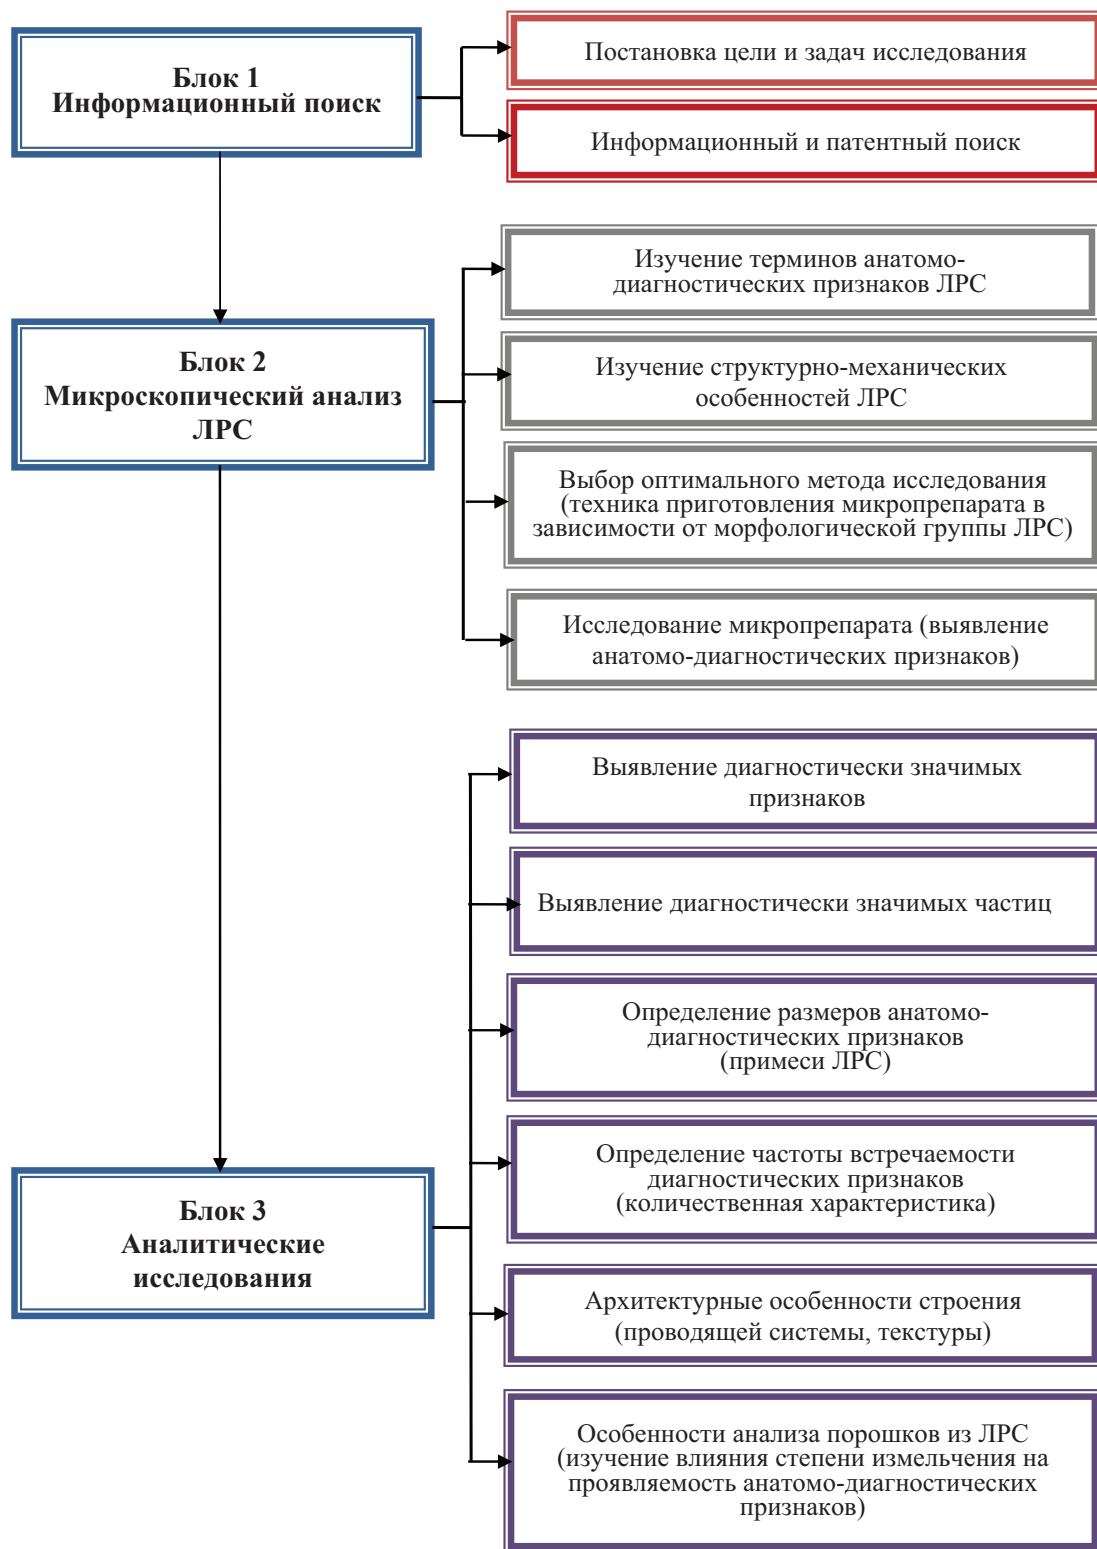 Блок 1
Информационный поиск
Постановка цели и задач исследования
Информационный и патентный поиск
Блок 2
Микроскопический анализ
ЛРС
Изучение терминов анатомо-
диагностических признаков ЛРС
Изучение структурно-механических
особенностей ЛРС
Выбор оптимального метода исследования
(техника приготовления микропрепарата в
зависимости от морфологической группы ЛРС)
Исследование микропрепарата (выявление
анатомо-диагностических признаков)
Блок 3
Аналитические
исследования
Выявление диагностически значимых
признаков
Выявление диагностически значимых частиц
Определение размеров анатомо-
диагностических признаков
(примеси ЛРС)
Определение частоты встречаемости
диагностических признаков
(количественная характеристика)
Архитектурные особенности строения
(проводящей системы, текстуры)
Особенности анализа порошков из ЛРС
(изучение влияния степени измельчения на
проявляемость анатомо-диагностических
признаков)